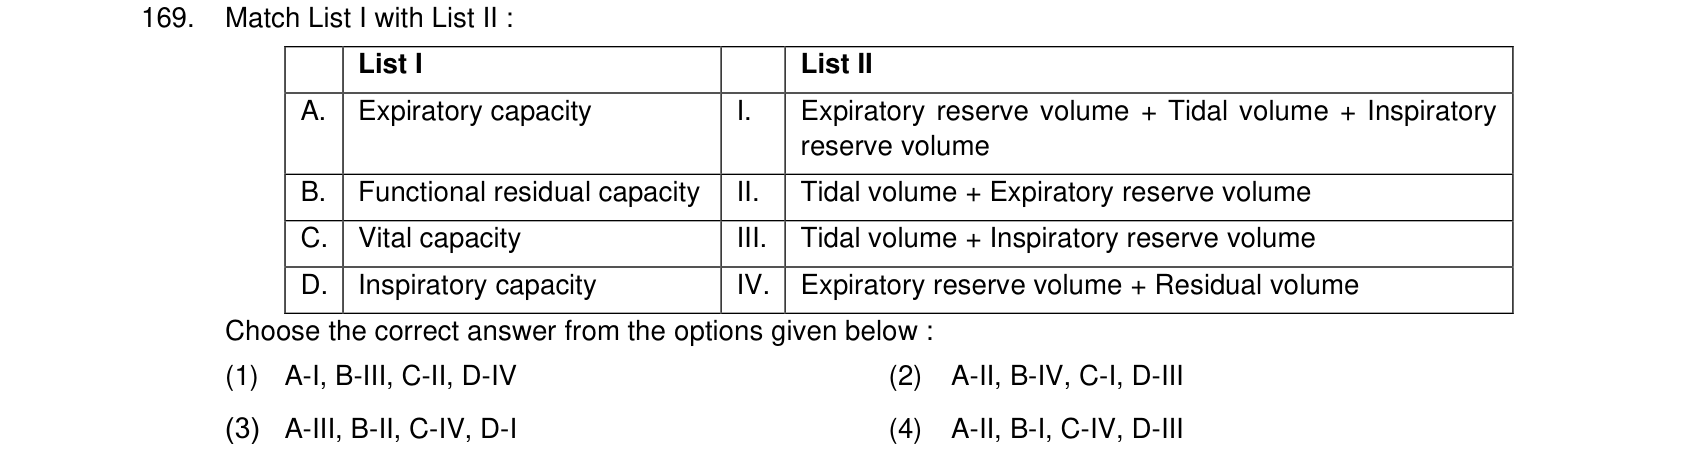 169. Match List I with List II :
List I List II
A. Expiratory capacity I. Expiratory reserve volume + Tidal volume + Inspiratory
reserve volume
B. Functional residual capacity II. Tidal volume + Expiratory reserve volume
C. Vital capacity III. Tidal volume + Inspiratory reserve volume
D. Inspiratory capacity IV. Expiratory reserve volume + Residual volume
Choose the correct answer from the options given below :
(1) A-I, B-III, C-II, D-IV (2) A-II, B-IV, C-I, D-III
(3) A-III, B-II, C-IV, D-I (4) A-II, B-I, C-IV, D-III